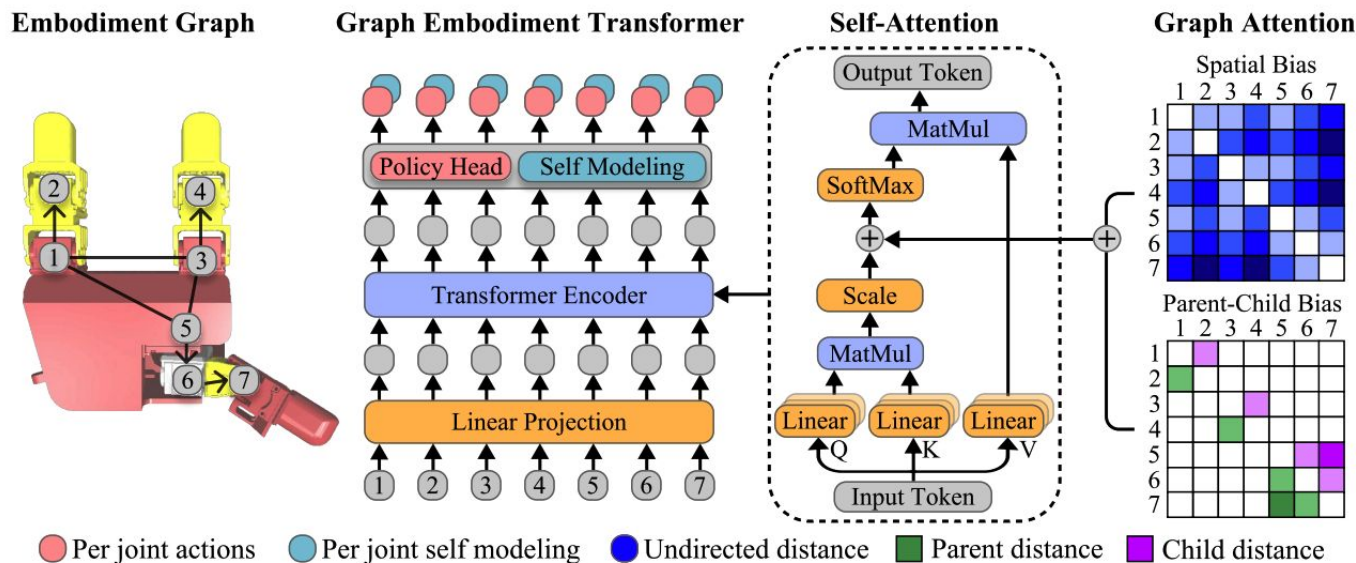 Embodiment Graph
Graph Embodiment Transformer
Self-Attention
Graph Attention
2
4
1
3
5
6
7
Policy Head
Self Modeling
Transformer Encoder
Linear Projection
1 2 3 4 5 6 7
Output Token
MatMul
SoftMax
+
Scale
MatMul
Linear Linear Linear
Q K V
Input Token
+
Spatial Bias
1 2 3 4 5 6 7
1
2
3
4
5
6
7
Parent-Child Bias
1 2 3 4 5 6 7
1
2
3
4
5
6
7
Per joint actions
Per joint self modeling
Undirected distance
Parent distance
Child distance